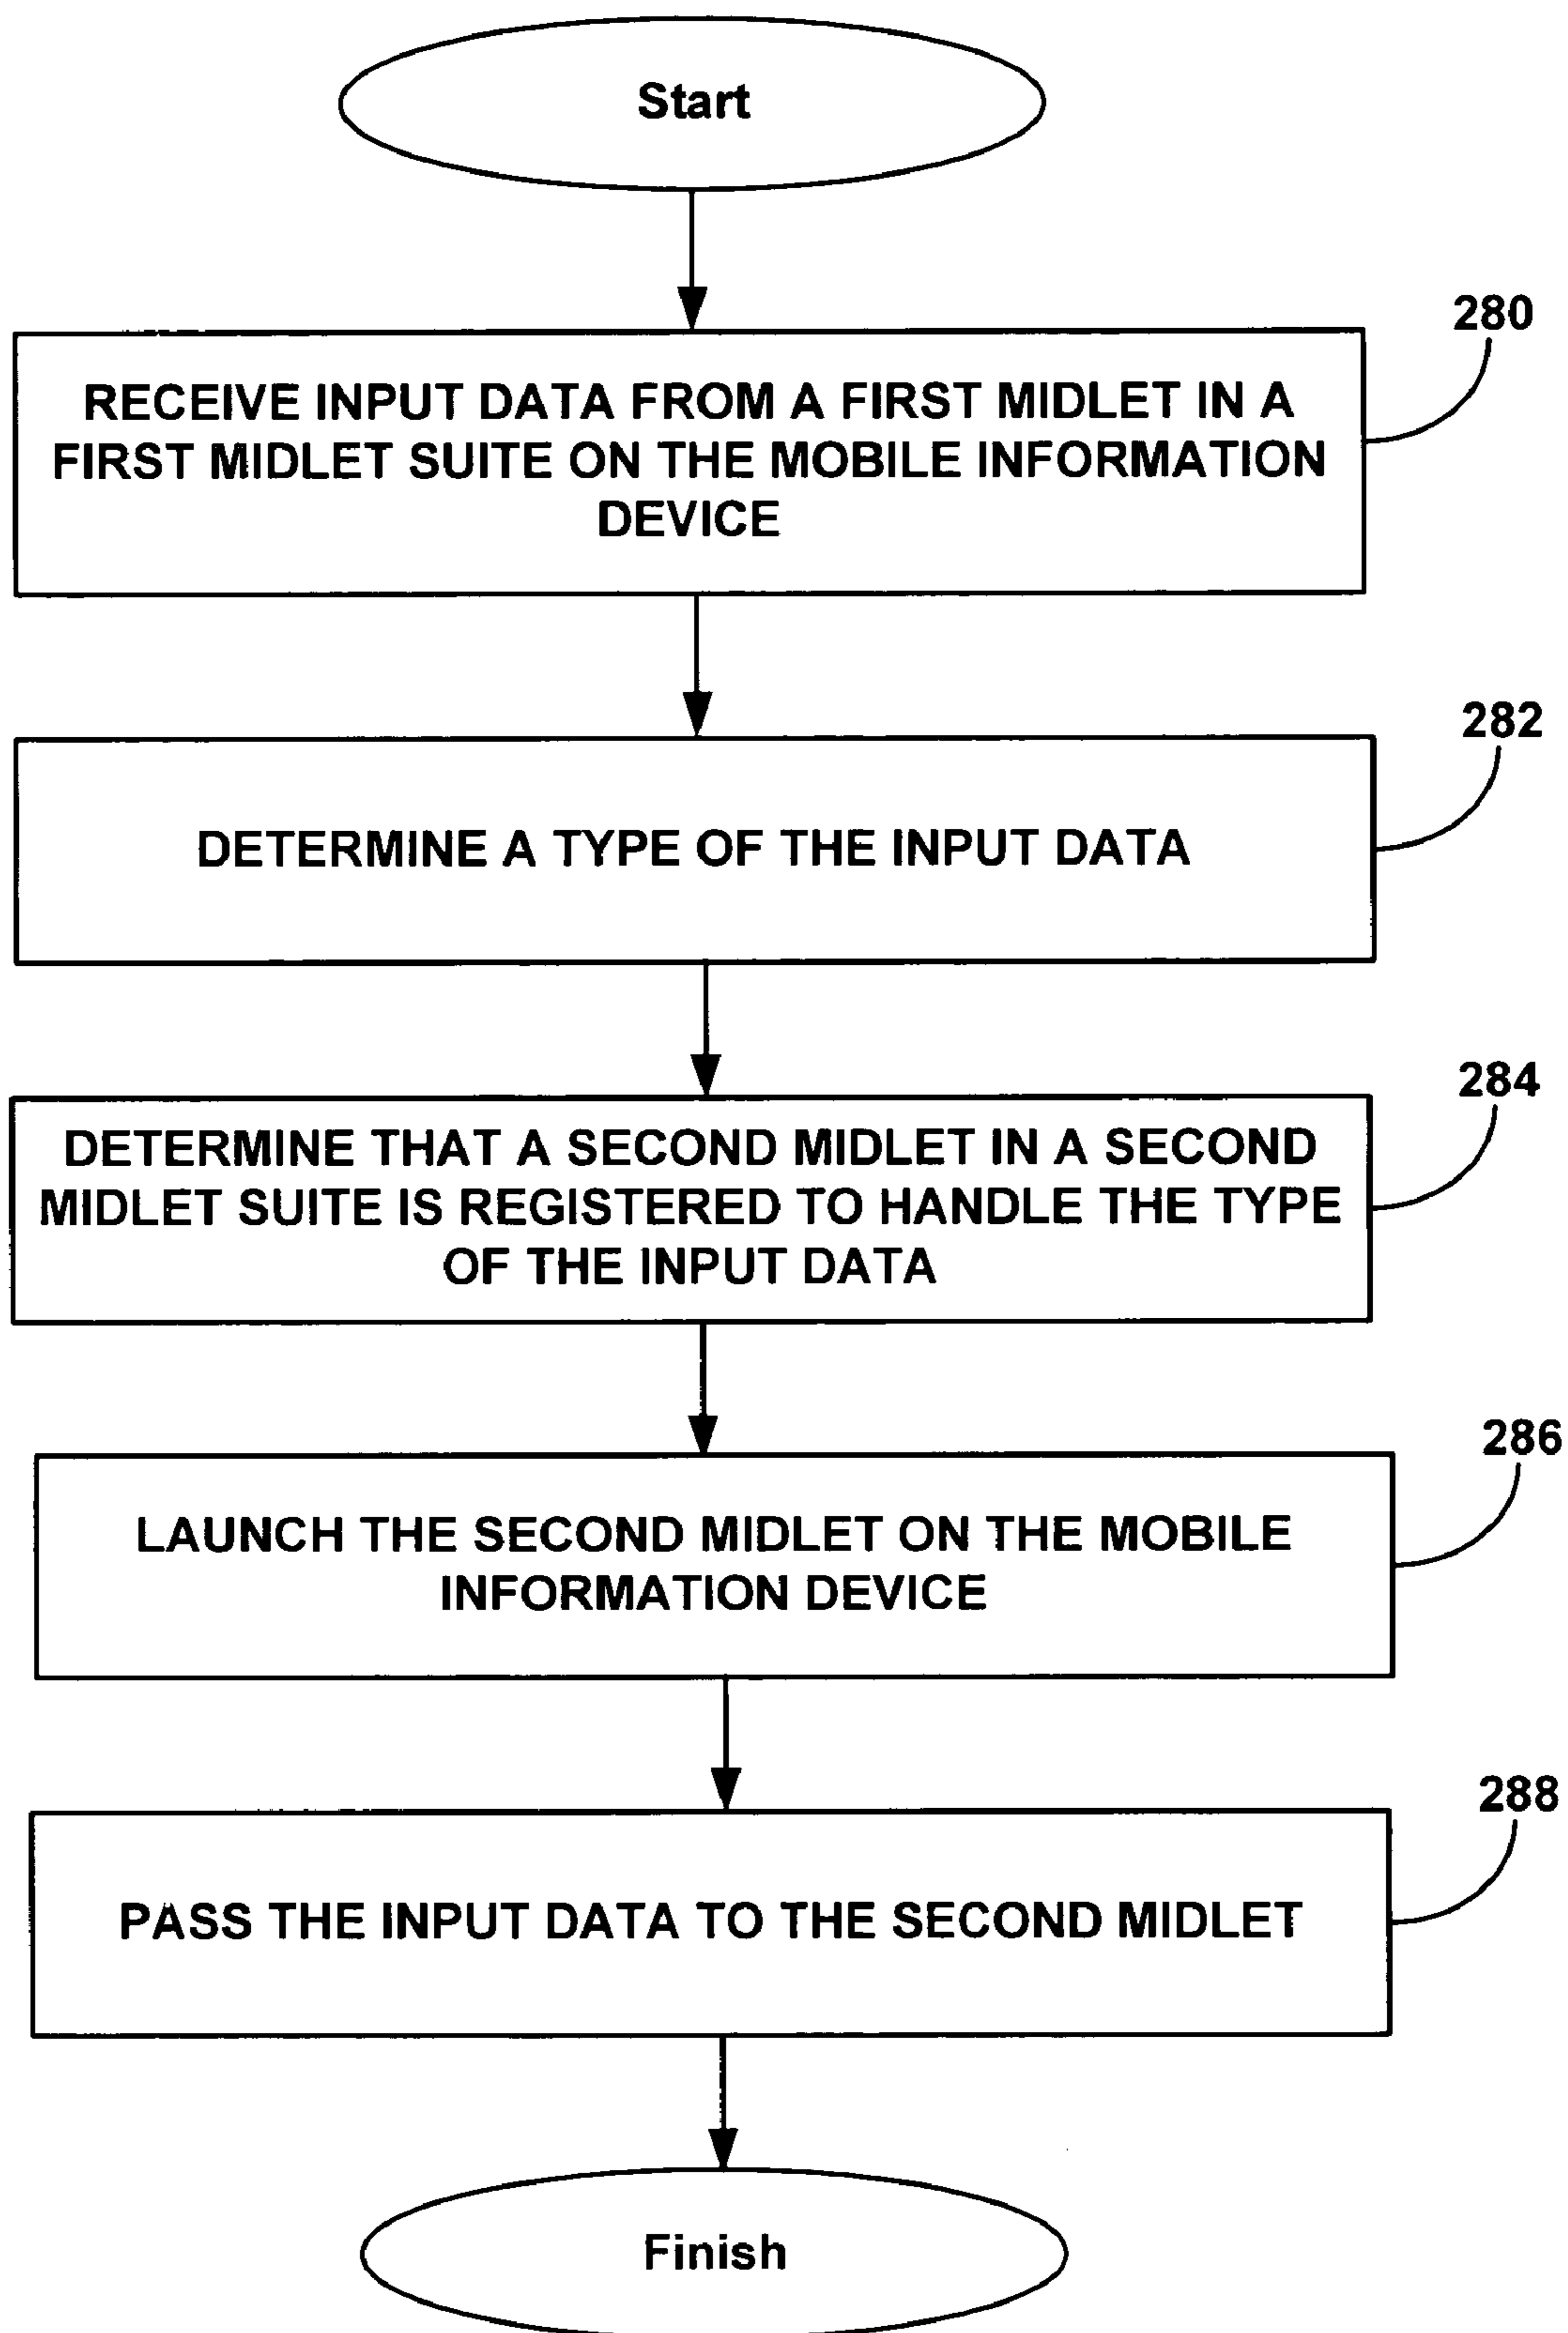 Start
280
RECEIVE INPUT DATA FROM A FIRST MIDLET IN A
FIRST MIDLET SUITE ON THE MOBILE INFORMATION
DEVICE
282
DETERMINE A TYPE OF THE INPUT DATA
284
DETERMINE THAT A SECOND MIDLET IN A SECOND
MIDLET SUITE IS REGISTERED TO HANDLE THE TYPE
OF THE INPUT DATA
286
LAUNCH THE SECOND MIDLET ON THE MOBILE
INFORMATION DEVICE
288
PASS THE INPUT DATA TO THE SECOND MIDLET
Finish